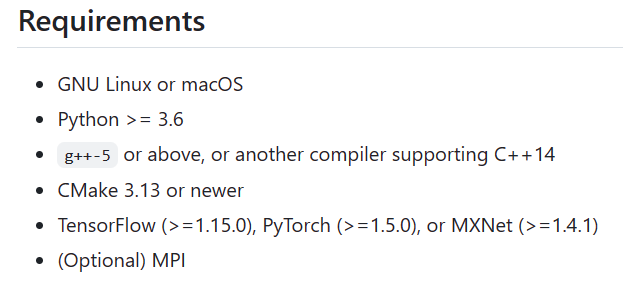 Requirements
• GNU Linux or macOS
• Python >= 3.6
• g++-5 or above, or another compiler supporting C++14
• CMake 3.13 or newer
• TensorFlow (>=1.15.0), PyTorch (>=1.5.0), or MXNet (>=1.4.1)
• (Optional) MPI